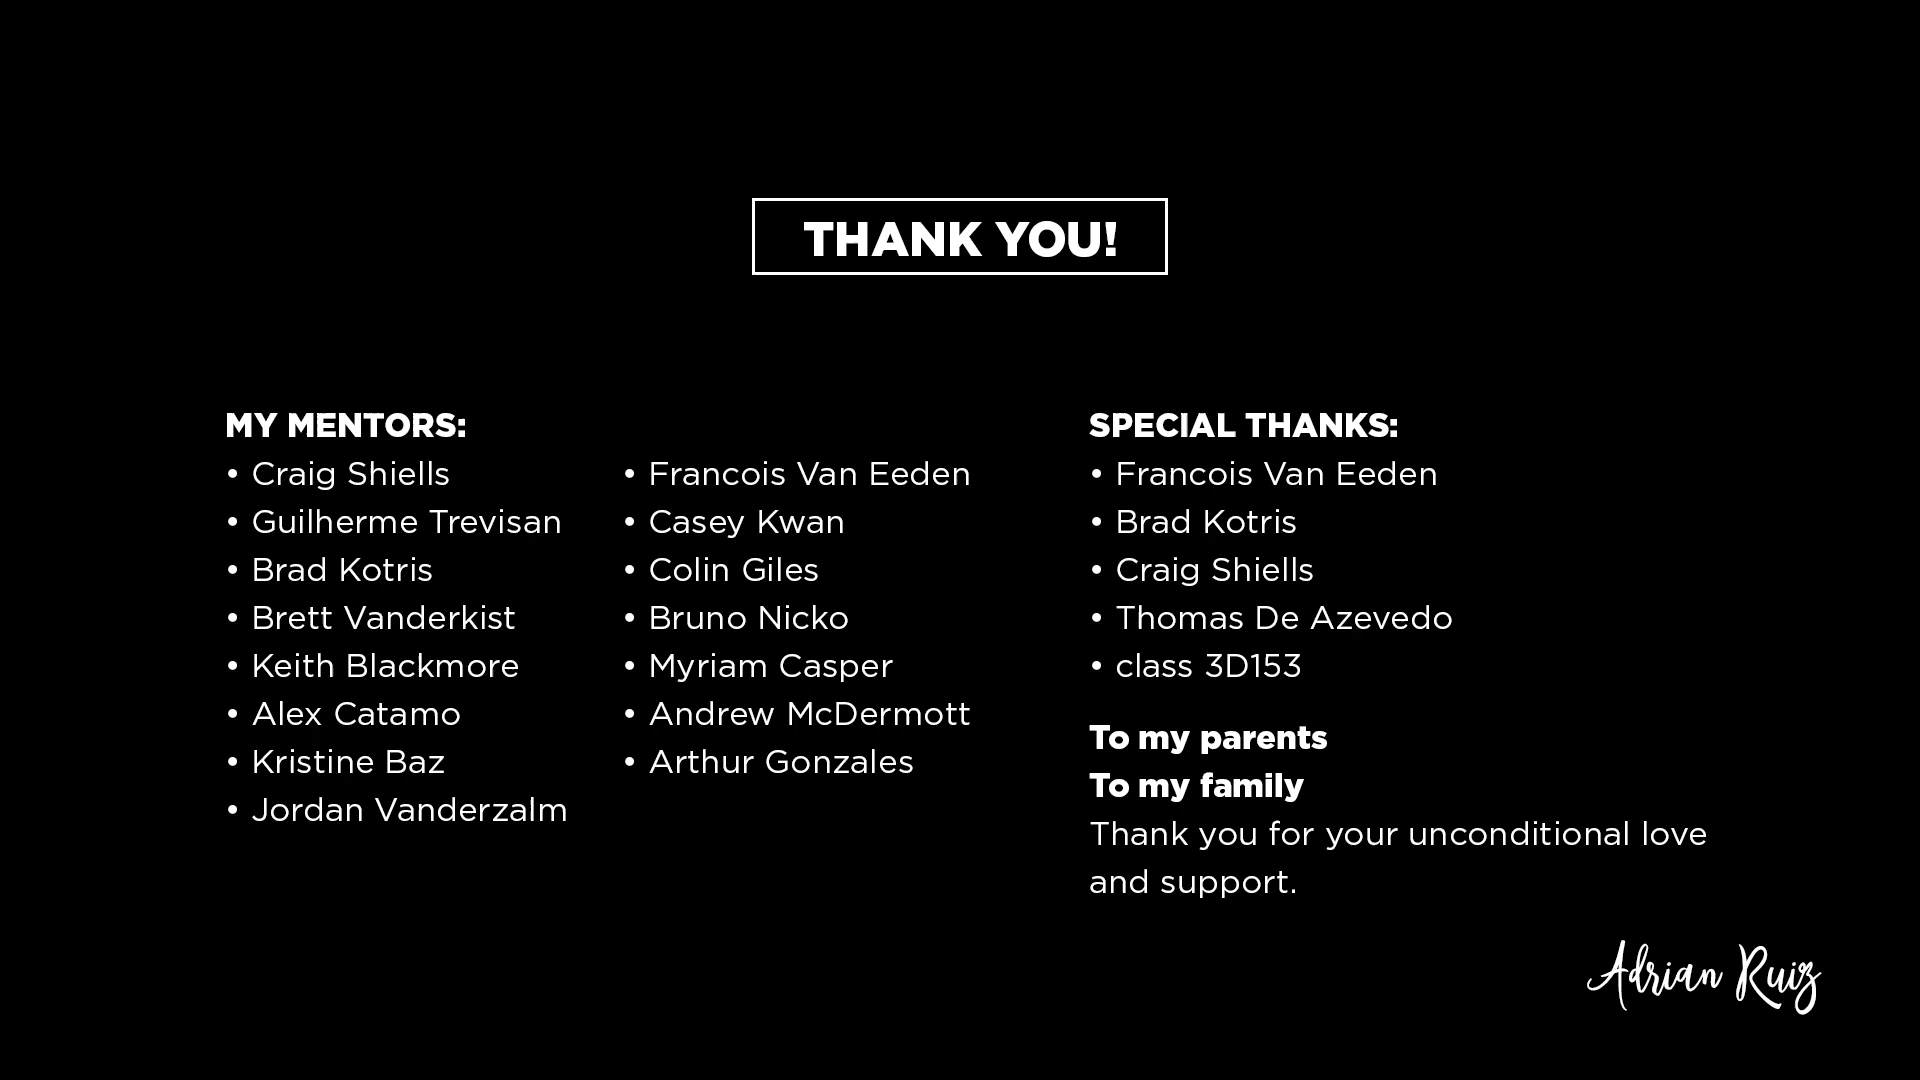 THANK YOU!
MY MENTORS:
• Craig Shiells
• Guilherme Trevisan
• Brad Kotris
• Brett Vanderkist
• Keith Blackmore
• Alex Catamo
• Kristine Baz
• Jordan Vanderzalm
• Francois Van Eeden
• Casey Kwan
• Colin Giles
• Bruno Nicko
• Myriam Casper
• Andrew McDermott
• Arthur Gonzales
SPECIAL THANKS:
• Francois Van Eeden
• Brad Kotris
• Craig Shiells
• Thomas De Azevedo
• class 3D153
To my parents
To my family
Thank you for your unconditional love
and support.
Adrian Ruiz